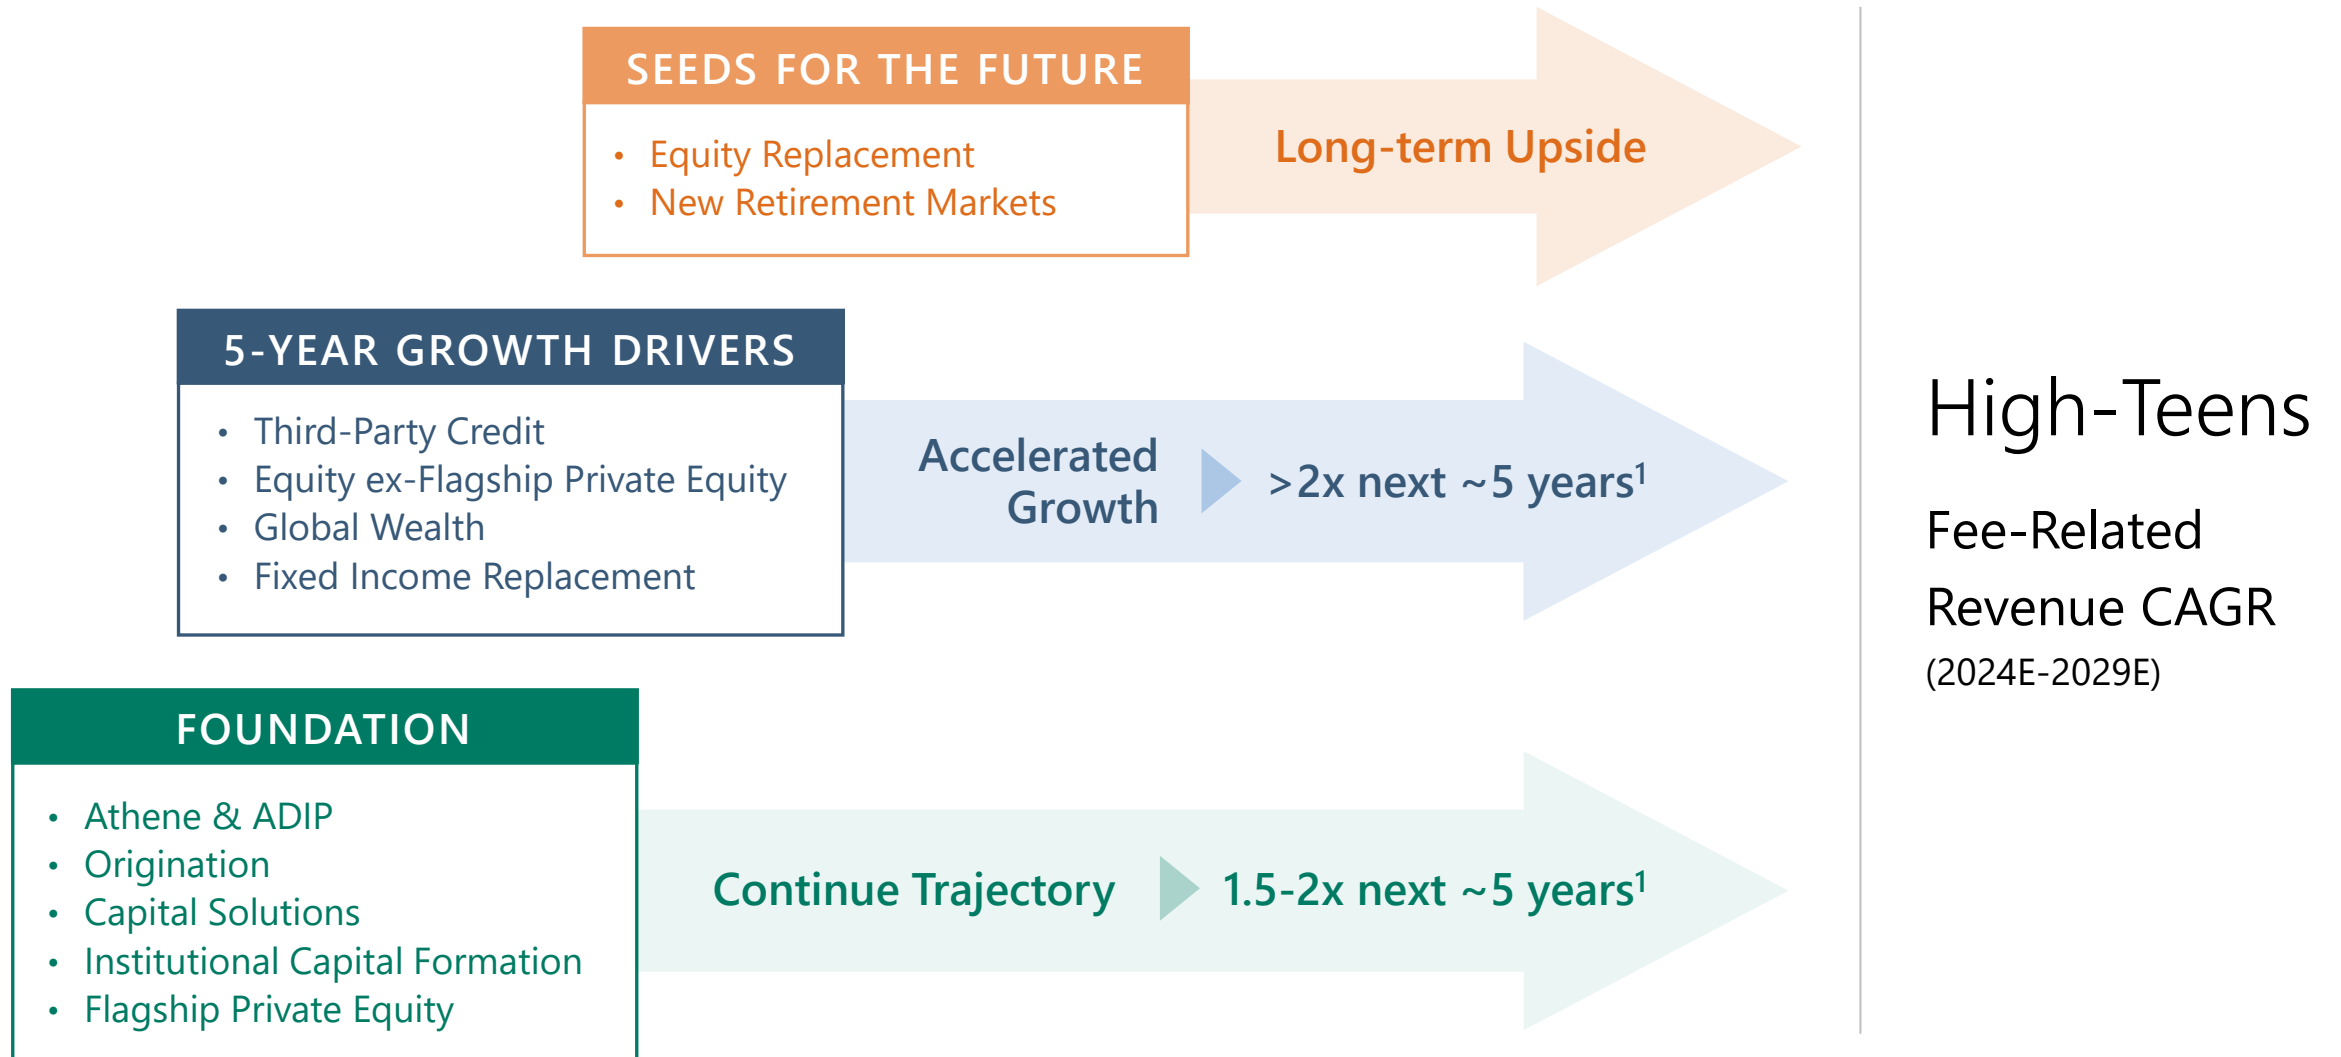 SEEDS FOR THE FUTURE
• Equity Replacement
• New Retirement Markets
Long-term Upside
5-YEAR GROWTH DRIVERS
• Third-Party Credit
• Equity ex-Flagship Private Equity
• Global Wealth
• Fixed Income Replacement
Accelerated
Growth
>2x next ~5 years¹
FOUNDATION
• Athene & ADIP
• Origination
• Capital Solutions
• Institutional Capital Formation
• Flagship Private Equity
Continue Trajectory
1.5-2x next ~5 years¹
High-Teens
Fee-Related
Revenue CAGR
(2024E-2029E)